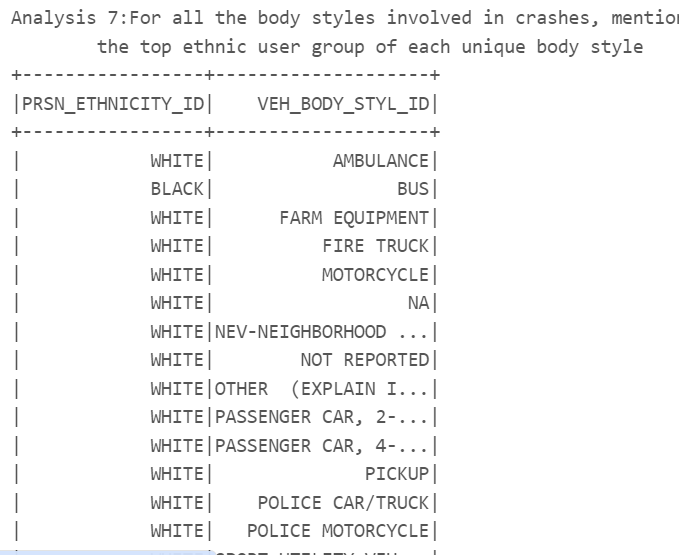 Analysis 7:For all the body styles involved in crashes, mention
        the top ethnic user group of each unique body style
+-----------------+--------------------+
|PRSN_ETHNICITY_ID|    VEH_BODY_STYL_ID|
+-----------------+--------------------+
|            WHITE|           AMBULANCE|
|            BLACK|                 BUS|
|            WHITE|      FARM EQUIPMENT|
|            WHITE|          FIRE TRUCK|
|            WHITE|          MOTORCYCLE|
|            WHITE|                  NA|
|            WHITE|NEV-NEIGHBORHOOD ...|
|            WHITE|        NOT REPORTED|
|            WHITE|OTHER  (EXPLAIN I...|
|            WHITE|PASSENGER CAR, 2-...|
|            WHITE|PASSENGER CAR, 4-...|
|            WHITE|              PICKUP|
|            WHITE|    POLICE CAR/TRUCK|
|            WHITE|   POLICE MOTORCYCLE|